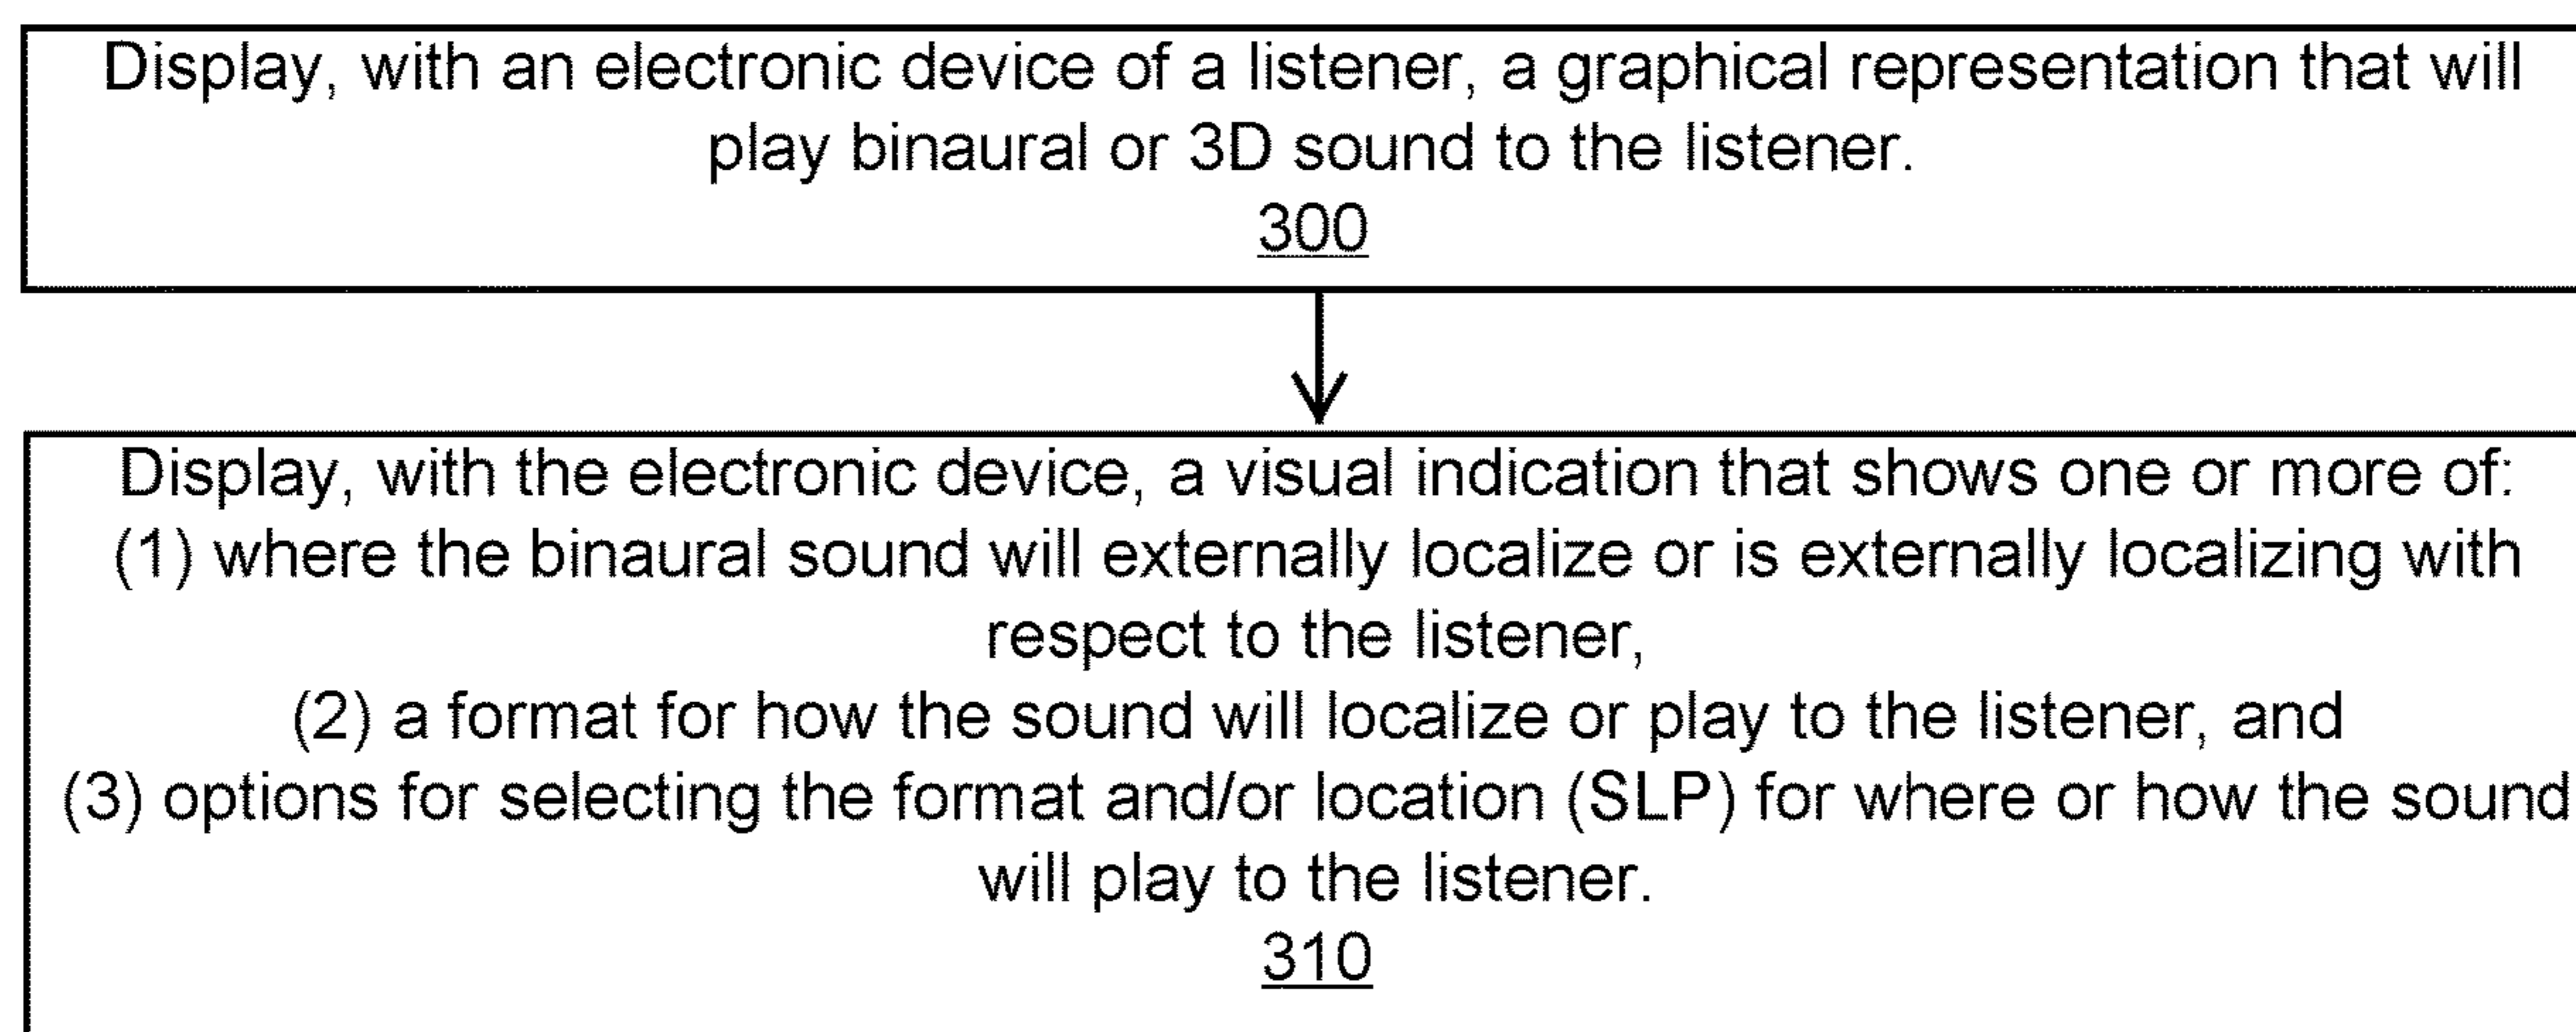 Display, with an electronic device of a listener, a graphical representation that will
play binaural or 3D sound to the listener.
300
Display, with the electronic device, a visual indication that shows one or more of:
(1) where the binaural sound will externally localize or is externally localizing with
respect to the listener,
(2) a format for how the sound will localize or play to the listener, and
(3) options for selecting the format and/or location (SLP) for where or how the sound
will play to the listener.
310